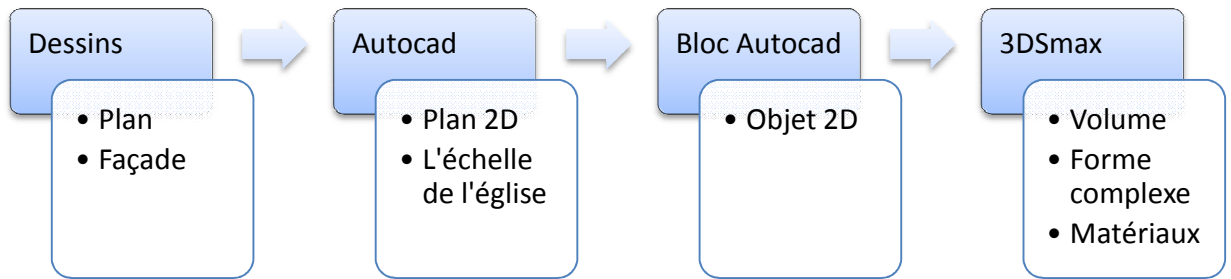 Dessins
• Plan
• Façade
Autocad
• Plan 2D
• L'échelle
de l'église
Bloc Autocad
• Objet 2D
3DSmax
• Volume
• Forme
complexe
• Matériaux